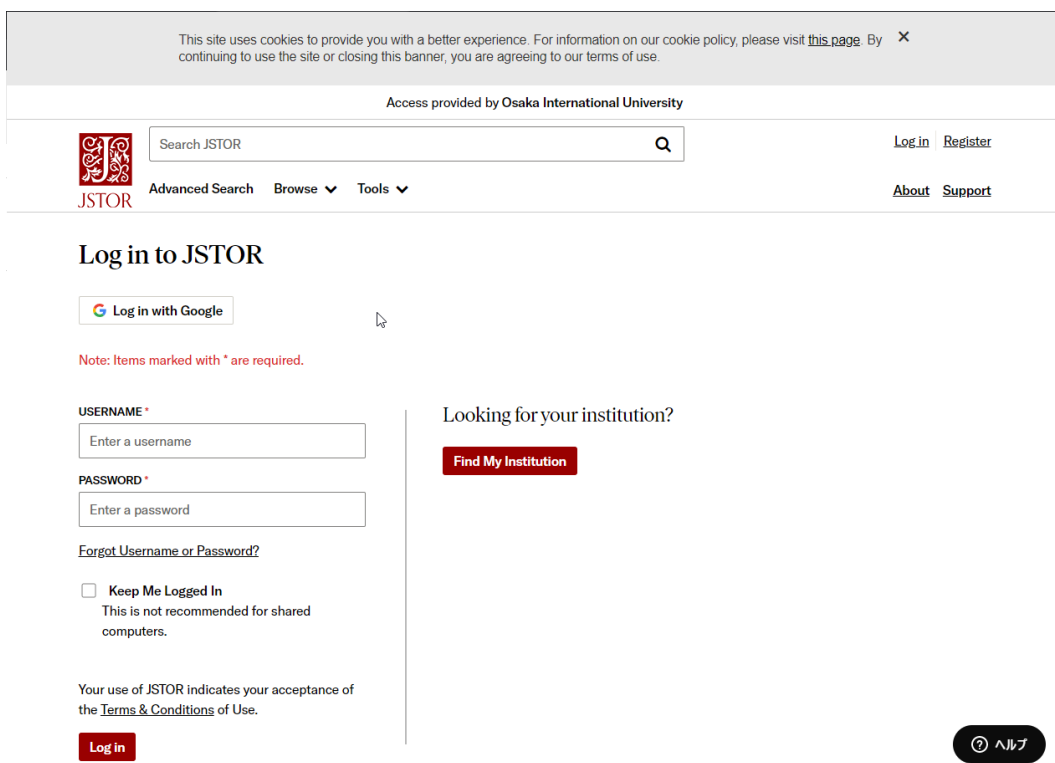 This site uses cookies to provide you with a better experience. For information on our cookie policy, please visit this page. By
continuing to use the site or closing this banner, you are agreeing to our terms of use.
Access provided by Osaka International University
Search JSTOR
Log in Register
JSTOR
Advanced Search Browse Tools
About Support
Log in to JSTOR
Log in with Google
Note: Items marked with * are required.
USERNAME *
Enter a username
PASSWORD *
Enter a password
Forgot Username or Password?
Keep Me Logged In
This is not recommended for shared
computers.
Your use of JSTOR indicates your acceptance of
the Terms & Conditions of Use.
Log in
Looking for your institution?
Find My Institution
ヘルプ